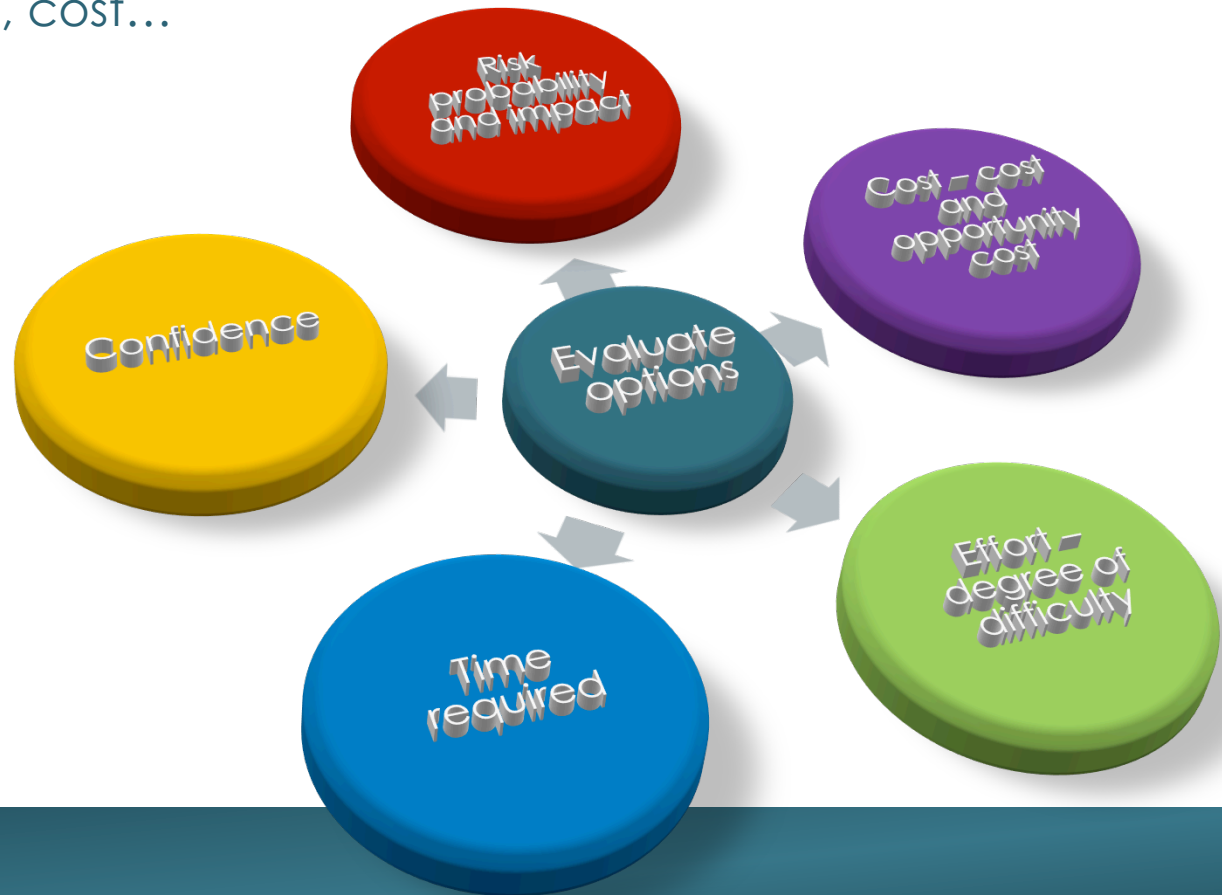 , COST...
Risk
probability
and impact
Cost – cost
and
opportunity
cost
Confidence
Evaluate
options
Effort –
degree of
difficulty
Time
required